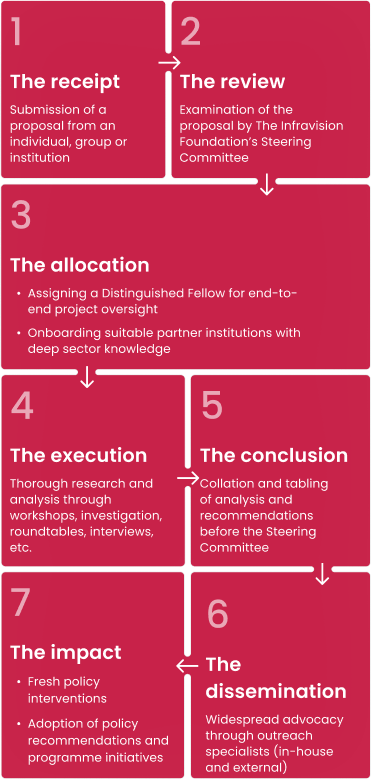 1
The receipt
Submission of a
proposal from an
individual, group or
institution
2
The review
Examination of the
proposal by The Infravision
Foundation's Steering
Committee
3
The allocation
• Assigning a Distinguished Fellow for end-to-
end project oversight
• Onboarding suitable partner institutions with
deep sector knowledge
4
The execution
Thorough research and
analysis through
workshops, investigation,
roundtables, interviews,
etc.
5
The conclusion
Collation and tabling
of analysis and
recommendations
before the Steering
Committee
6
The
dissemination
Widespread advocacy
through outreach
specialists (in-house
and external)
7
The impact
• Fresh policy
interventions
• Adoption of policy
recommendations and
programme initiatives